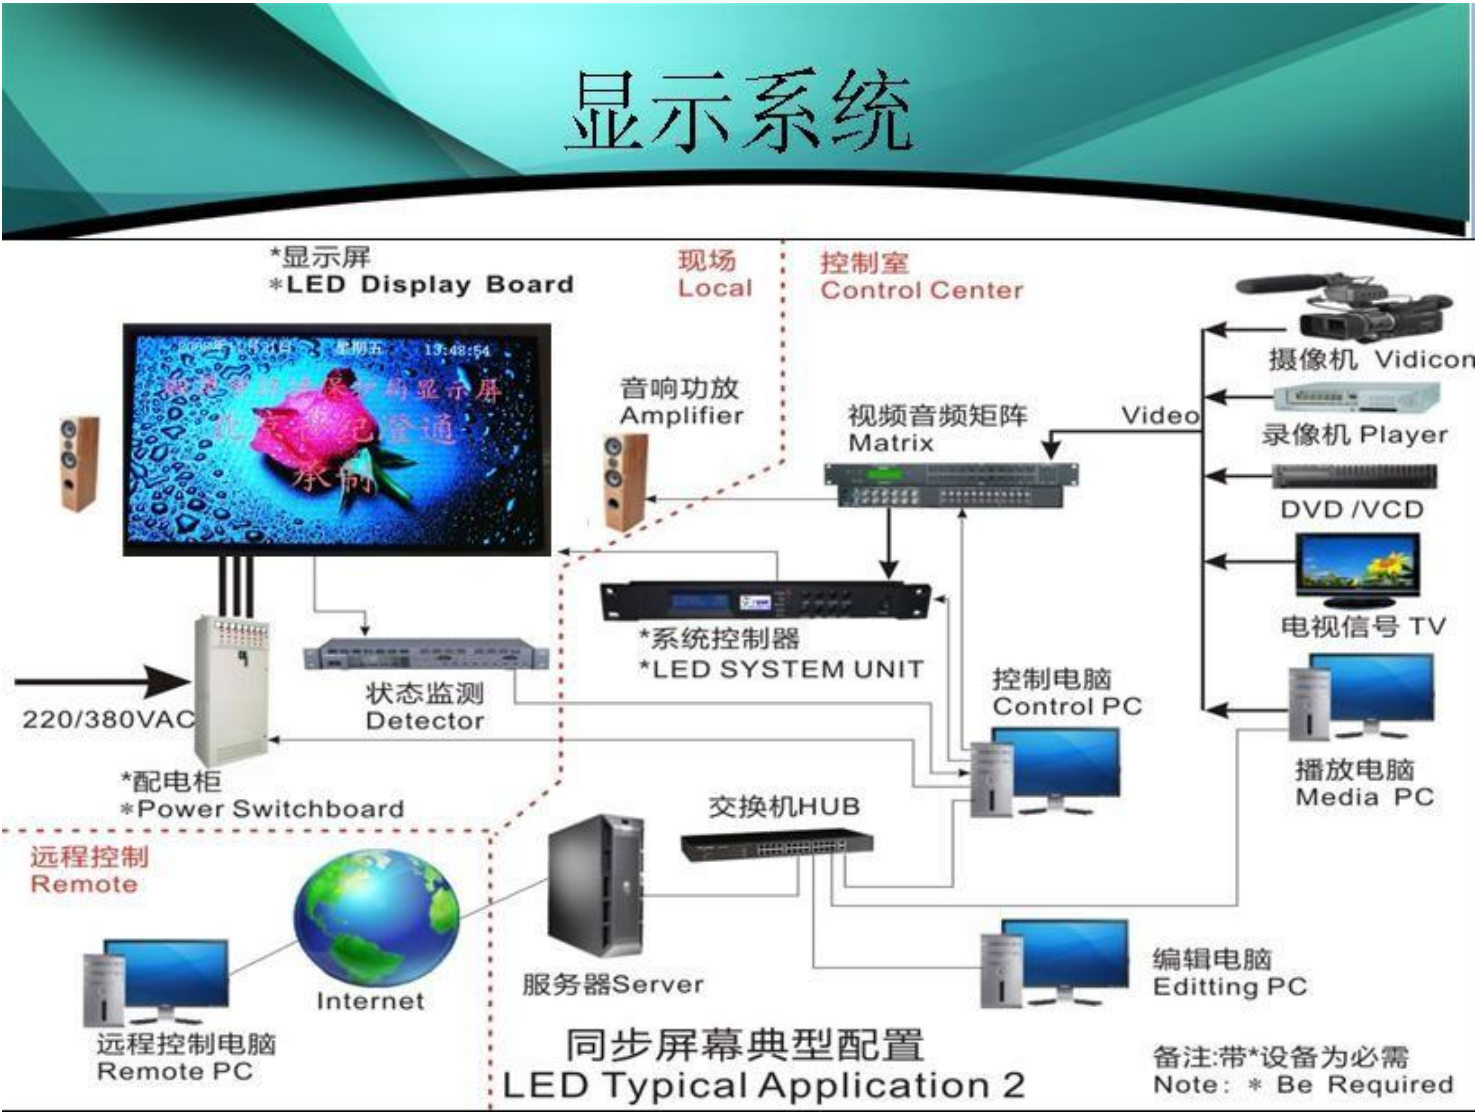 显示系统
*显示屏
*LED Display Board
现场
Local
控制室
Control Center
星期五
13:48:54
音响功放
Amplifier
视频音频矩阵
Matrix
Video
摄像机 Vidicon
录像机 Player
DVD /VCD
电视信号 TV
*系统控制器
*LED SYSTEM UNIT
220/380VAC
状态监测
Detector
控制电脑
Control PC
*配电柜
*Power Switchboard
播放电脑
Media PC
交换机HUB
远程控制
Remote
Internet
服务器Server
编辑电脑
Editting PC
远程控制电脑
Remote PC
同步屏幕典型配置
LED Typical Application 2
备注:带*设备为必需
Note: * Be Required